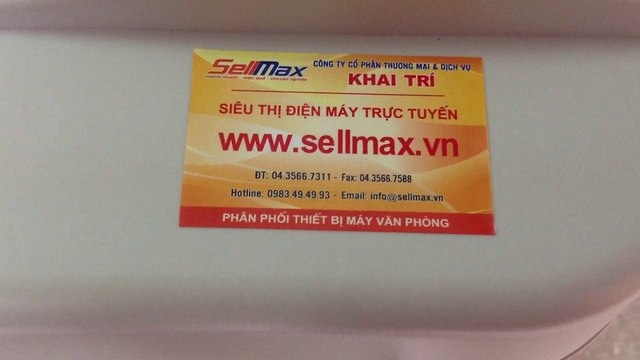 SellMax
CÔNG TY CỔ PHẦN THƯƠNG MẠI & DỊCH VỤ
KHAI TRÍ
SIÊU THỊ ĐIỆN MÁY TRỰC TUYẾN
www.sellmax.vn
ĐT: 04.3566.7311 - Fax: 04.3566.7588
Hotline: 0983.49.49.93 - Email: info@sellmax.vn
PHÂN PHỐI THIẾT BỊ MÁY VĂN PHÒNG